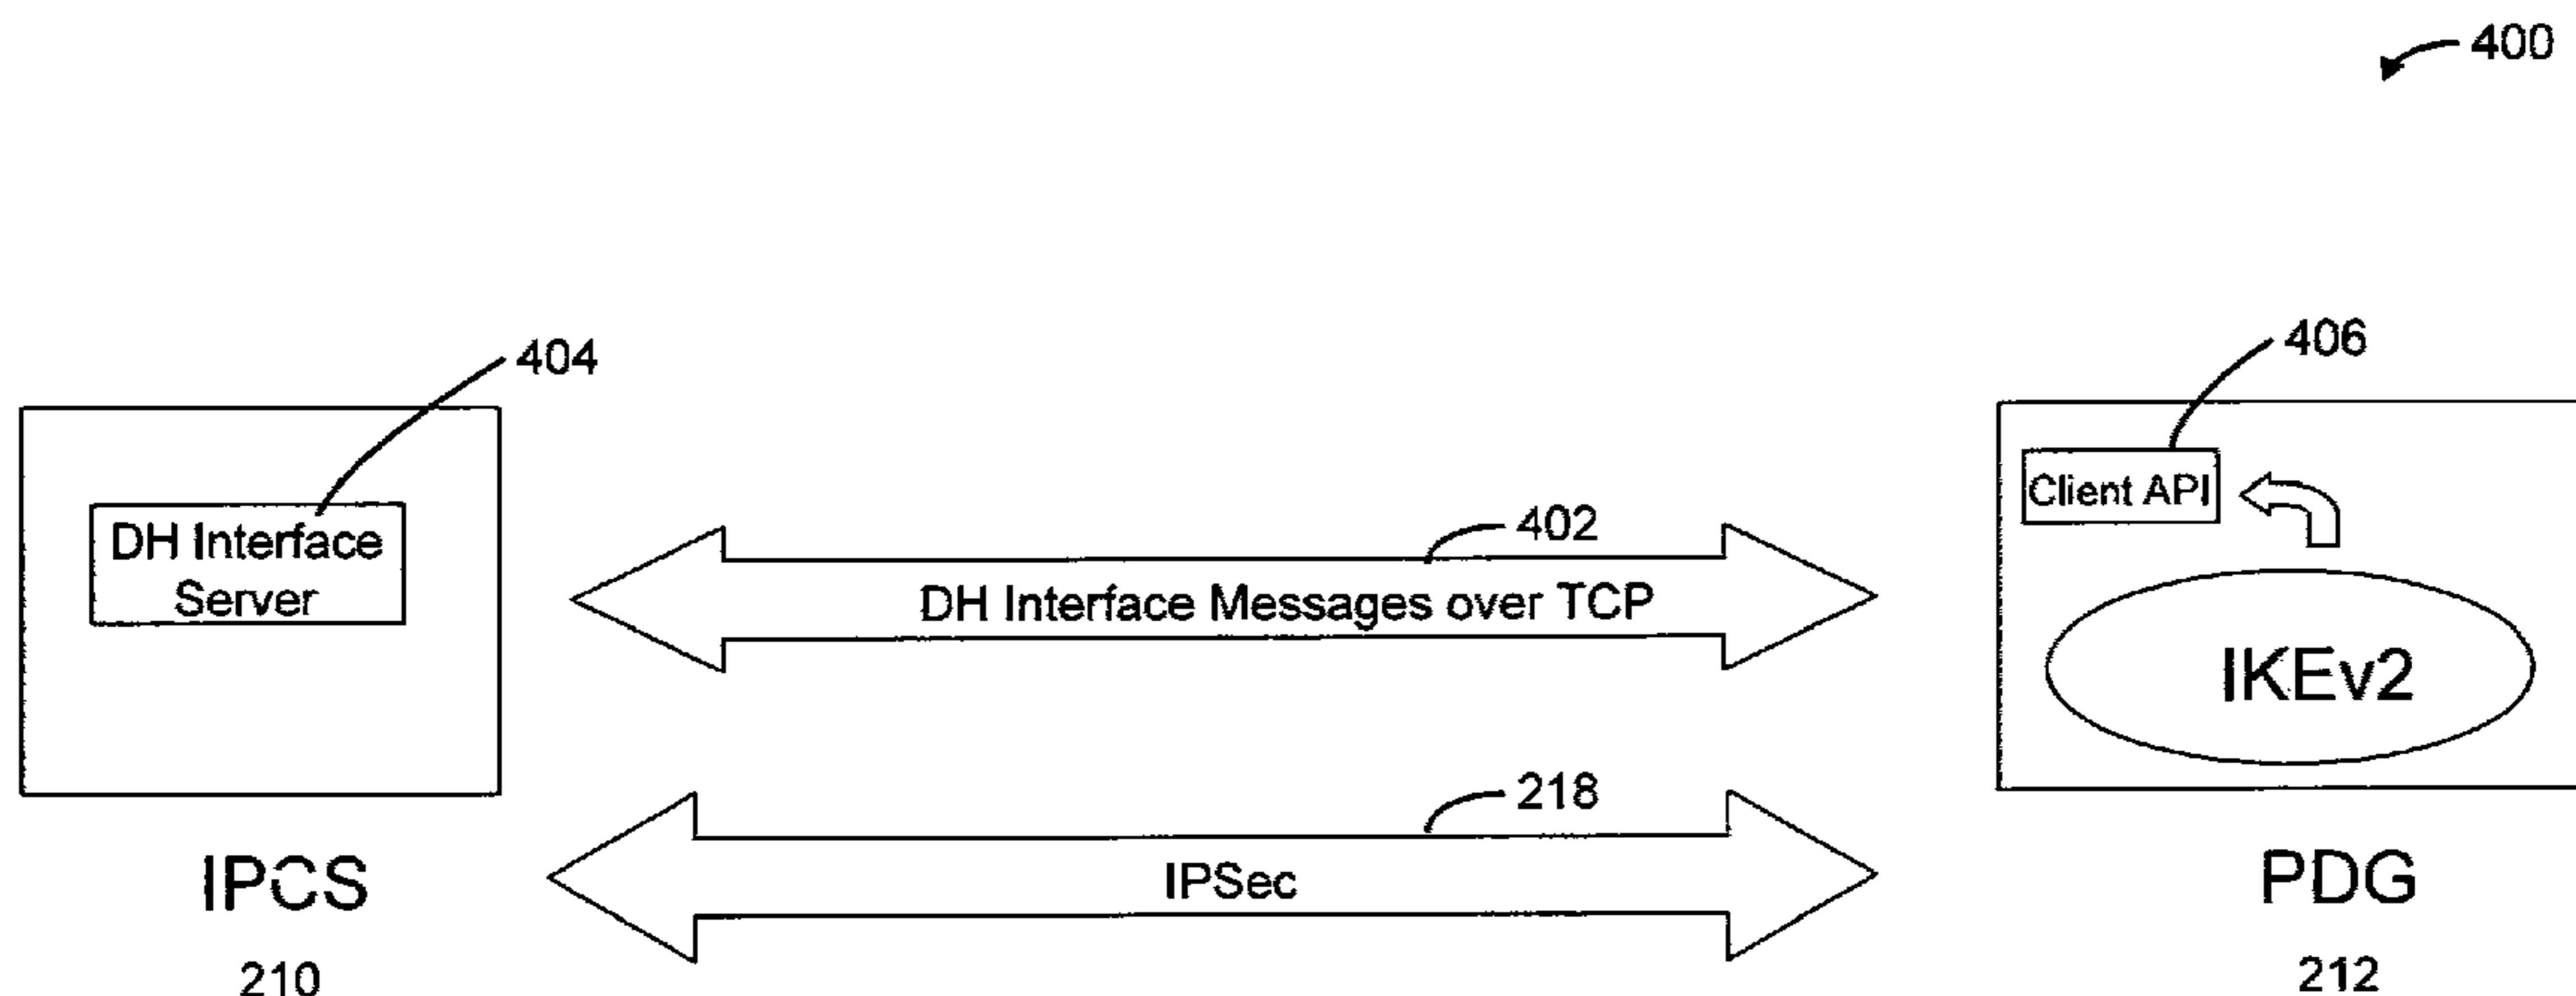 400
404
406
DH Interface
Server
Client API
402
DH Interface Messages over TCP
IKEv2
218
IPSec
IPCS
210
PDG
212